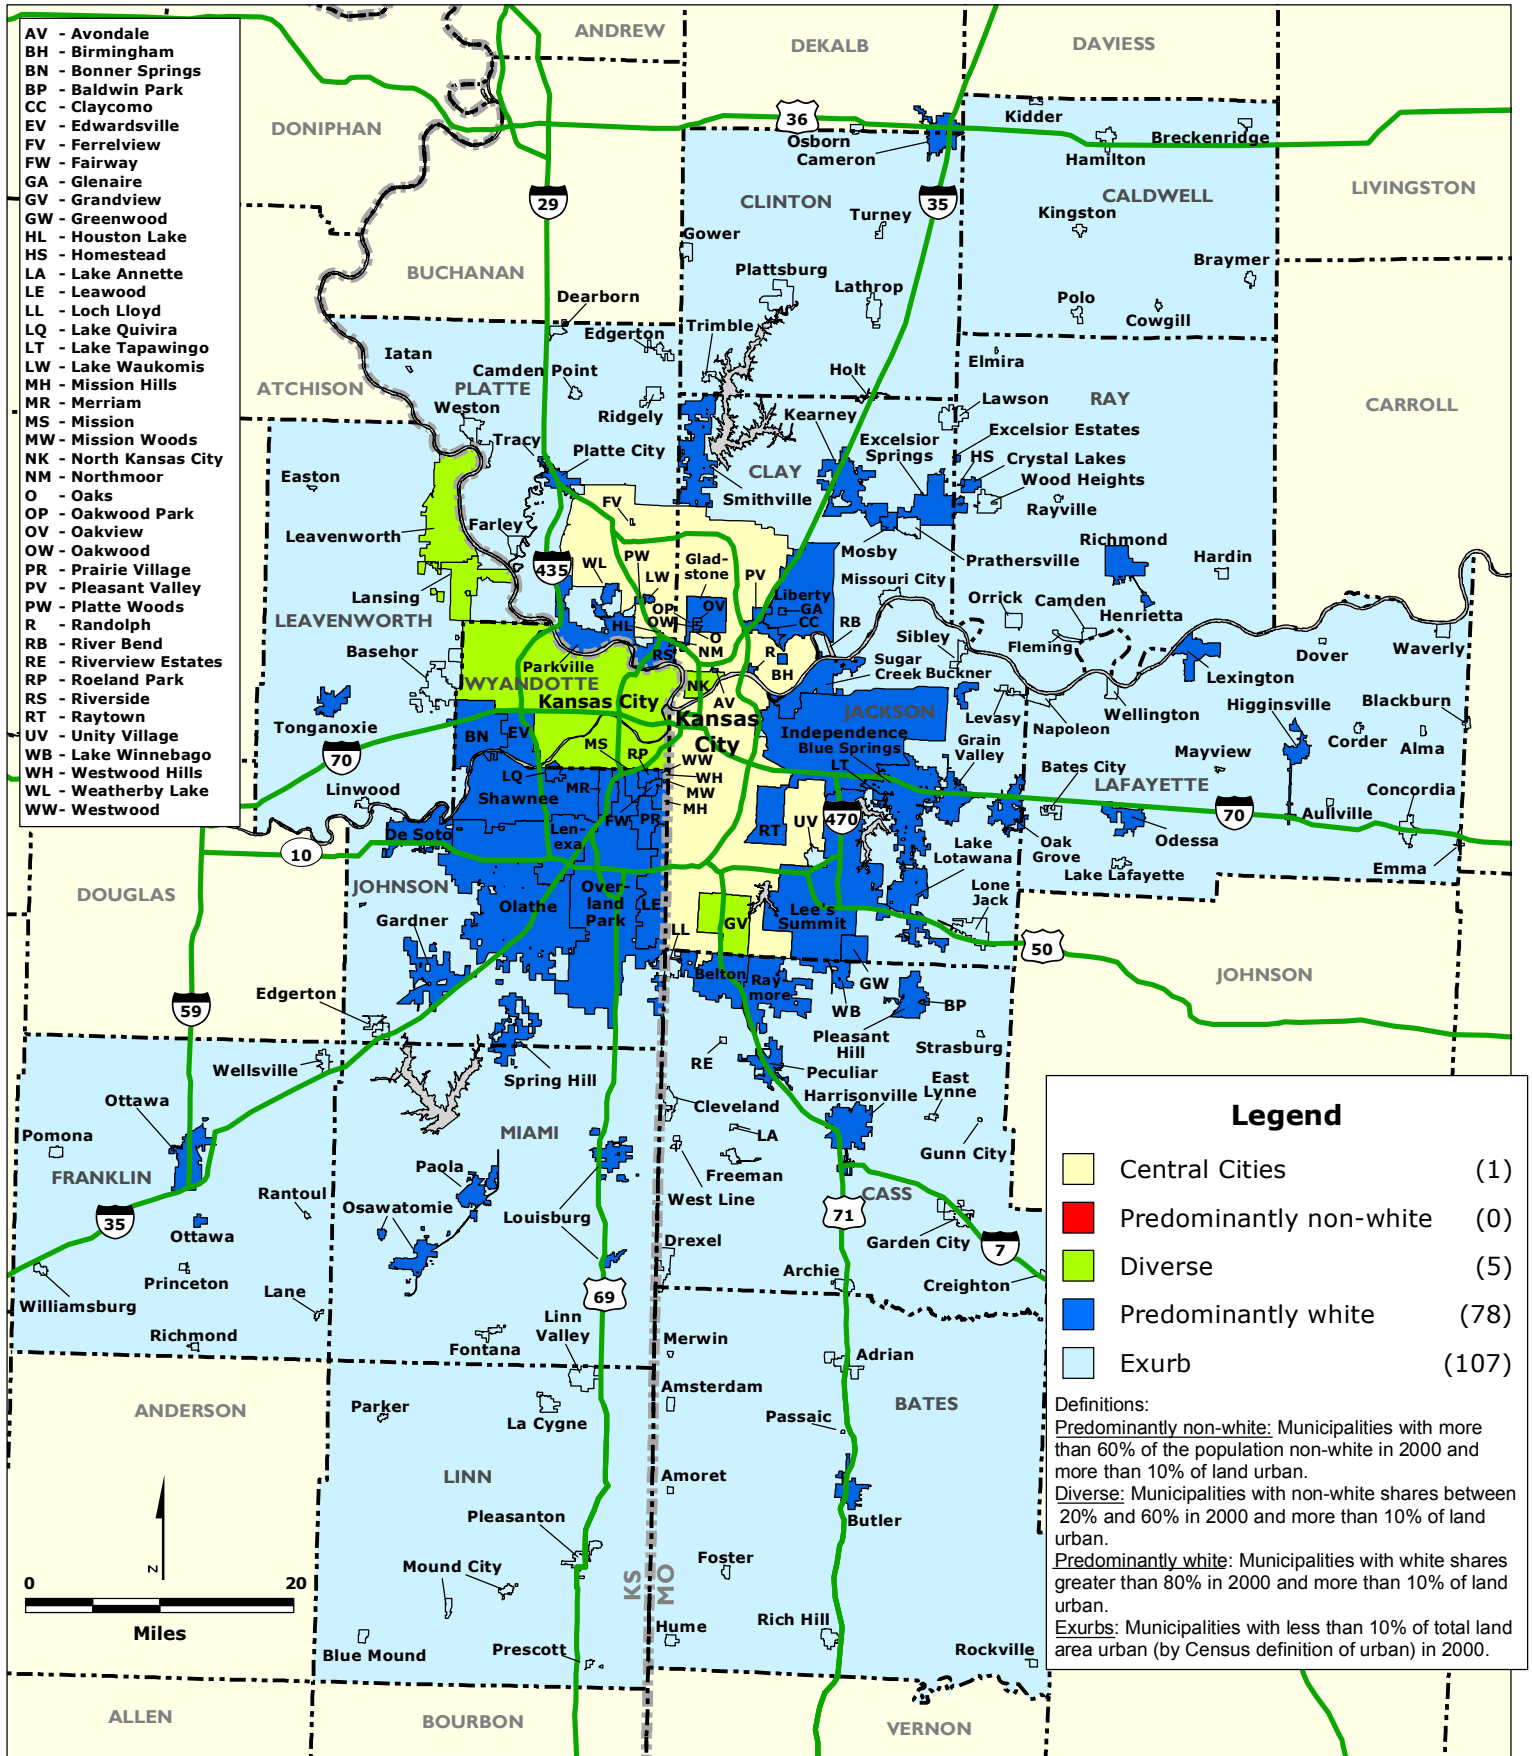 AV - Avondale
BH - Birmingham
BN - Bonner Springs
BP - Baldwin Park
CC - Claycomo
EV - Edwardsville
FV - Ferrelview
FW - Fairway
GA - Glenaire
GV - Grandview
GW - Greenwood
HL - Houston Lake
HS - Homestead
LA - Lake Annette
LE - Leawood
LL - Loch Lloyd
LQ - Lake Quivira
LT - Lake Tapawingo
LW - Lake Waukomis
MH - Mission Hills
MR - Merriam
MS - Mission
MW - Mission Woods
NK - North Kansas City
NM - Northmoor
O - Oaks
OP - Oakwood Park
OV - Oakview
OW - Oakwood
PR - Prairie Village
PV - Pleasant Valley
PW - Platte Woods
R - Randolph
RB - River Bend
RE - Riverview Estates
RP - Roeland Park
RS - Riverside
RT - Raytown
UV - Unity Village
WB - Lake Winnebago
WH - Westwood Hills
WL - Weatherby Lake
WW - Westwood
ANDREW
DEKALB
DAVIESS
DONIPHAN
36
Osborn
Cameron
Kidder
Hamilton
Breckenridge
29
35
CLINTON
CALDWELL
LIVINGSTON
Turney
Kingston
Gower
BUCHANAN
Plattsburg
Lathrop
Braymer
Polo
Cowgill
Dearborn
Edgerton
Trimble
Iatan
Camden Point
Holt
Elmira
ATCHISON
PLATTE
Weston
Ridgely
Kearney
Lawson
RAY
CARROLL
Tracy
Platte City
Excelsior
Springs
Excelsior Estates
HS
Crystal Lakes
Wood Heights
CLAY
Smithville
Easton
Rayville
FV
Leavenworth
Farley
Mosby
Prathersville
Richmond
Hardin
435
WL
PW
LW
Glad-
stone
PV
Missouri City
Lansing
OP
OV
Liberty
GA
CC
Orrick
Camden
Henrietta
LEAVENWORTH
HL
OW
O
NM
RB
Sibley
Fleming
Basehor
Parkville
RS
R
BH
Sugar
Creek
Buckner
Dover
Waverly
Lexington
WYANDOTTE
Kansas City
NK
AV
Tonganoxie
Levasy
Napoleon
Wellington
Higginsville
Blackburn
Kansas
City
JACKSON
Independence
Blue Springs
LT
Grain
Valley
Corder
Alma
BN
EV
MS
RP
WW
WH
MW
MH
Mayview
Bates City
LAFAYETTE
70
Linwood
LQ
MR
Shawnee
Concordia
FW
PR
RT
UV
470
70
Aullville
De Soto
Len-
exa
Oak
Grove
Odessa
10
Lake
Lotawana
Lake Lafayette
Emma
DOUGLAS
JOHNSON
Olathe
Over-
land
Park
LE
Lone
Jack
Gardner
GV
Lee's
Summit
LL
50
JOHNSON
Belton
Ray
more
GW
WB
BP
Edgerton
59
Pleasant
Hill
Strasburg
RE
Peculiar
Wellsville
Spring Hill
East
Lynne
Harrisonville
Ottawa
Cleveland
Pomona
MIAMI
LA
Gunn City
FRANKLIN
Paola
Freeman
Rantoul
West Line
CASS
Osawatomie
Louisburg
35
Ottawa
71
Drexel
Garden City
7
Princeton
Archie
Creighton
Lane
Williamsburg
69
Richmond
Linn
Valley
Fontana
Merwin
Adrian
ANDERSON
Amsterdam
Parker
La Cygne
Passaic
BATES
LINN
Amoret
Pleasanton
Butler
Mound City
Foster
KS
MO
Rich Hill
Hume
Blue Mound
Prescott
Rockville
ALLEN
BOURBON
VERNON
N
0 20
Miles
Legend
Central Cities (1)
Predominantly non-white (0)
Diverse (5)
Predominantly white (78)
Exurb (107)
Definitions:
Predominantly non-white: Municipalities with more
than 60% of the population non-white in 2000 and
more than 10% of land urban.
Diverse: Municipalities with non-white shares between
20% and 60% in 2000 and more than 10% of land
urban.
Predominantly white: Municipalities with white shares
greater than 80% in 2000 and more than 10% of land
urban.
Exurbs: Municipalities with less than 10% of total land
area urban (by Census definition of urban) in 2000.